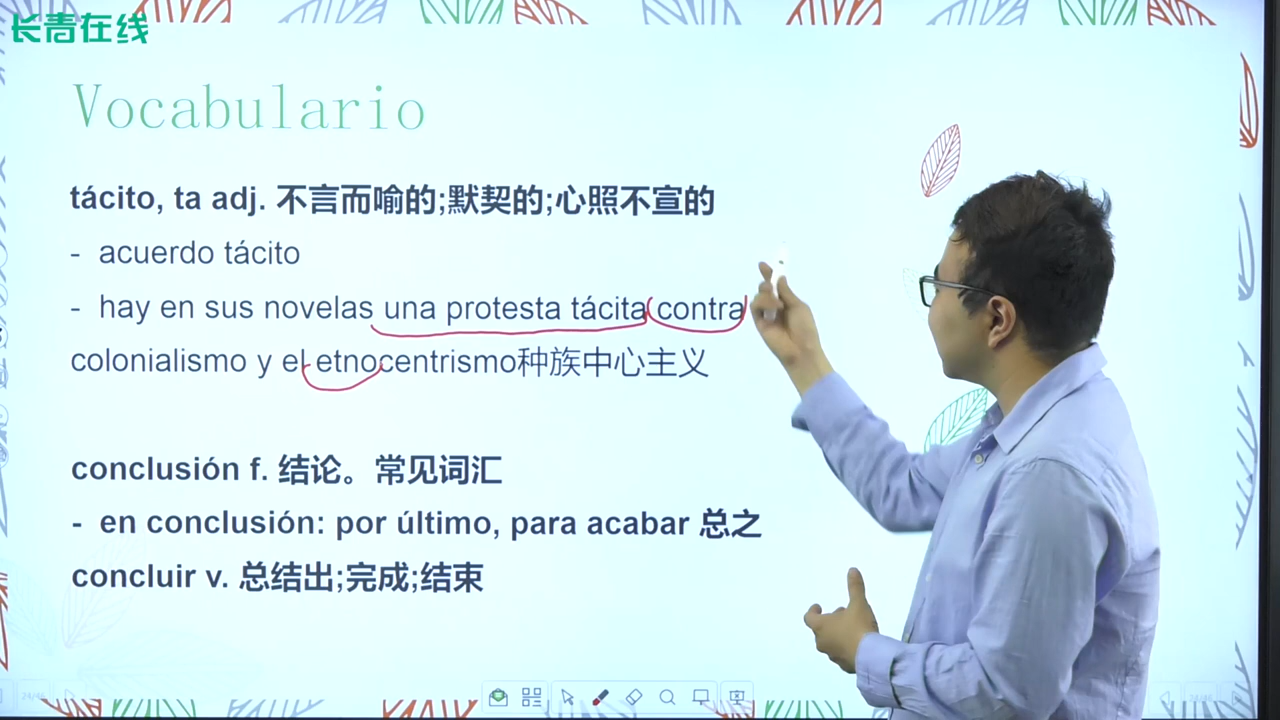 长青在线
Vocabulario
tácito, ta adj. 不言而喻的;默契的;心照不宣的
- acuerdo tácito
- hay en sus novelas una protesta tácita contra
colonialismo y el etnocentrismo种族中心主义
conclusión f. 结论。常见词汇
- en conclusión: por último, para acabar 总之
concluir v. 总结出;完成;结束